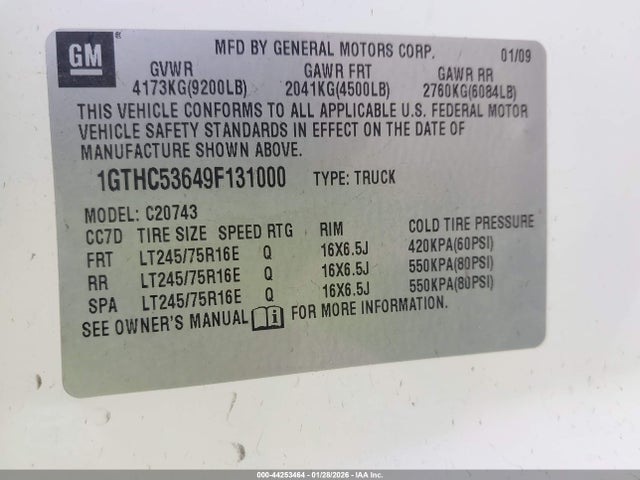 GM
MFD BY GENERAL MOTORS CORP. 01/09
GVWR GAWR FRT GAWR RR
4173KG(9200LB) 2041KG(4500LB) 2760KG(6084LB)
THIS VEHICLE CONFORMS TO ALL APPLICABLE U.S. FEDERAL MOTOR
VEHICLE SAFETY STANDARDS IN EFFECT ON THE DATE OF
MANUFACTURE SHOWN ABOVE.
1GTHC53649F131000 TYPE: TRUCK
MODEL: C20743
CC7D TIRE SIZE SPEED RTG RIM COLD TIRE PRESSURE
FRT LT245/75R16E Q 16X6.5J 420KPA(60PSI)
RR LT245/75R16E Q 16X6.5J 550KPA(80PSI)
SPA LT245/75R16E Q 16X6.5J 550KPA(80PSI)
SEE OWNER'S MANUAL FOR MORE INFORMATION.
000-44253464 - 01/28/2026 - IAA Inc.